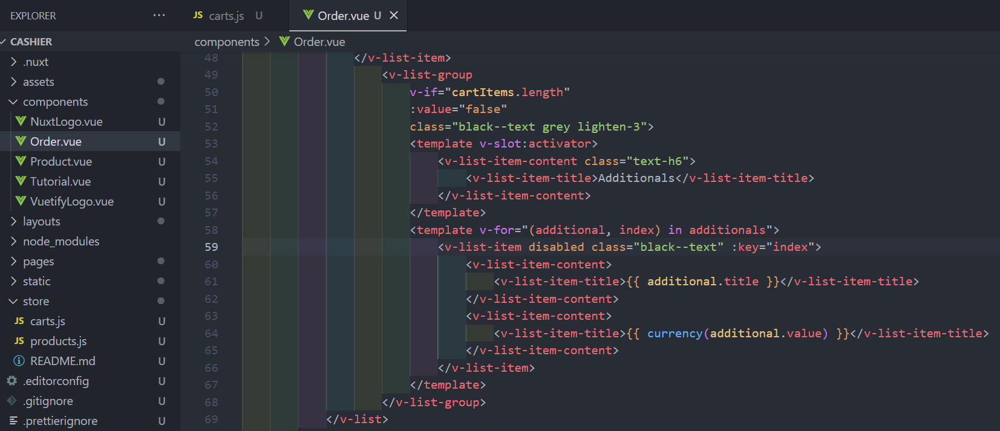 EXPLORER ···
CASHIER
.nuxt
assets
components
NuxtLogo.vue U
Order.vue U
Product.vue U
Tutorial.vue U
VuetifyLogo.vue U
layouts
node_modules
pages
static
store
JS carts.js U
JS products.js U
README.md U
.editorconfig U
.gitignore U
.prettierignore U
JS carts.js U
Order.vue U
components > Order.vue
48 </v-list-item>
49 <v-list-group
50 v-if="cartItems.length"
51 :value="false"
52 class="black--text grey lighten-3">
53 <template v-slot:activator>
54 <v-list-item-content class="text-h6">
55 <v-list-item-title>Additionals</v-list-item-title>
56 </v-list-item-content>
57 </template>
58 <template v-for="(additional, index) in additionals">
59 <v-list-item disabled class="black--text" :key="index">
60 <v-list-item-content>
61 <v-list-item-title>{{ additional.title }}</v-list-item-title>
62 </v-list-item-content>
63 <v-list-item-content>
64 <v-list-item-title>{{ currency(additional.value) }}</v-list-item-title>
65 </v-list-item-content>
66 </v-list-item>
67 </template>
68 </v-list-group>
69 </v-list>